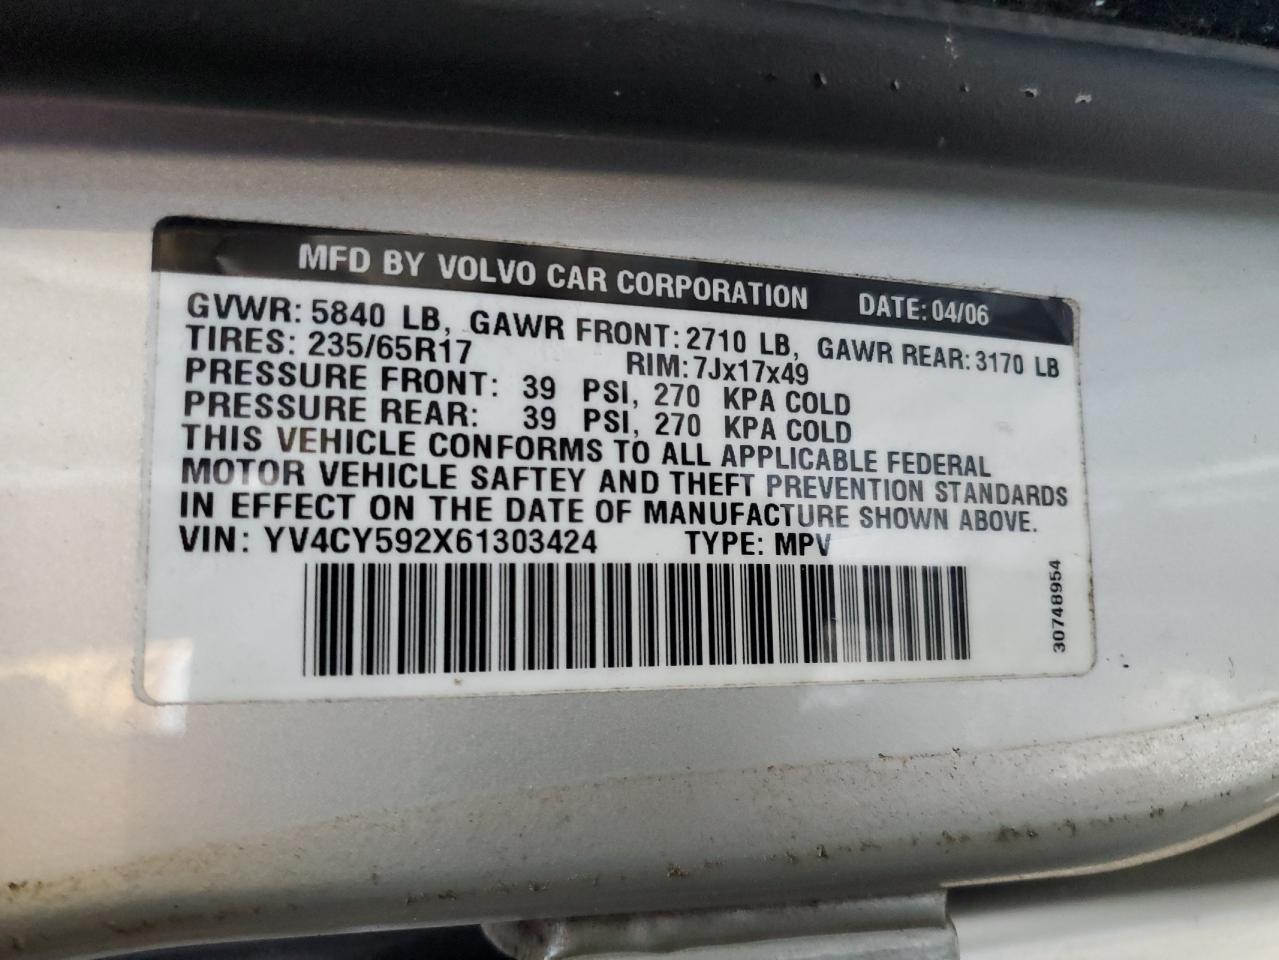 MFD BY VOLVO CAR CORPORATION DATE: 04/06
GVWR: 5840 LB, GAWR FRONT: 2710 LB, GAWR REAR: 3170 LB
TIRES: 235/65R17 RIM: 7Jx17x49
PRESSURE FRONT: 39 PSI, 270 KPA COLD
PRESSURE REAR: 39 PSI, 270 KPA COLD
THIS VEHICLE CONFORMS TO ALL APPLICABLE FEDERAL
MOTOR VEHICLE SAFTEY AND THEFT PREVENTION STANDARDS
IN EFFECT ON THE DATE OF MANUFACTURE SHOWN ABOVE.
VIN: YV4CY592X61303424 TYPE: MPV
30748954